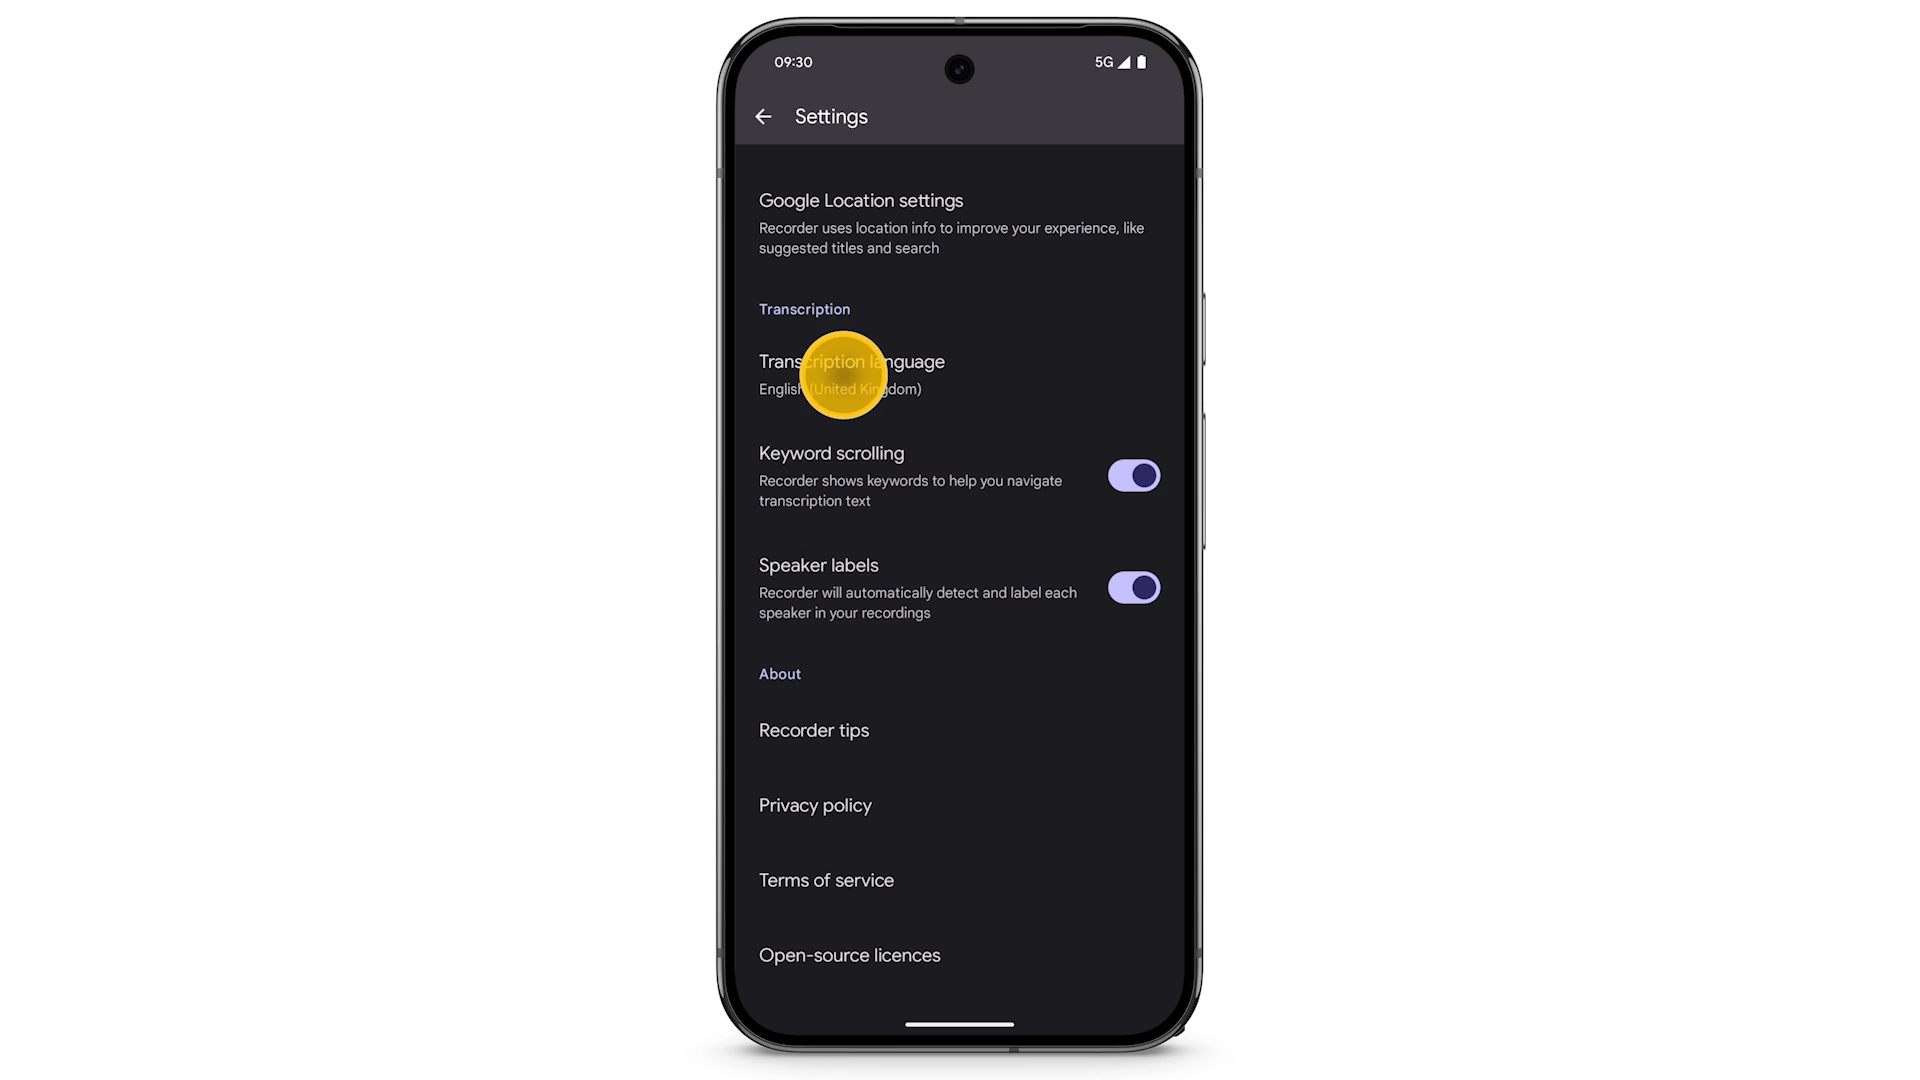 09:30
5G
Settings
Google Location settings
Recorder uses location info to improve your experience, like
suggested titles and search
Transcription
Transcription language
English (United Kingdom)
Keyword scrolling
Recorder shows keywords to help you navigate
transcription text
Speaker labels
Recorder will automatically detect and label each
speaker in your recordings
About
Recorder tips
Privacy policy
Terms of service
Open-source licences